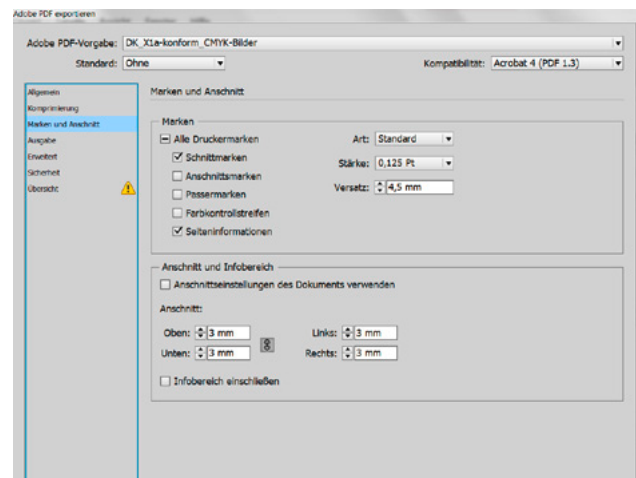 Adobe PDF exportieren
Adobe PDF-Vorgabe: DK_X1a-konform_CMYK-Bilder
Standard: Ohne Kompatibilität: Acrobat 4 (PDF 1.3)
Allgemein
Komprimierung
Marken und Anschnitt
Ausgabe
Erweitert
Sicherheit
Übersicht
Marken und Anschnitt
Marken
Alle Druckermarken Art: Standard
Schnittmarken Stärke: 0,125 Pt
Anschnittsmarken Versatz: 4,5 mm
Passermarken
Farbkontrollstreifen
Seiteninformationen
Anschnitt und Infobereich
Anschnittseinstellungen des Dokuments verwenden
Anschnitt:
Oben: 3 mm Links: 3 mm
Unten: 3 mm Rechts: 3 mm
Infobereich einschließen